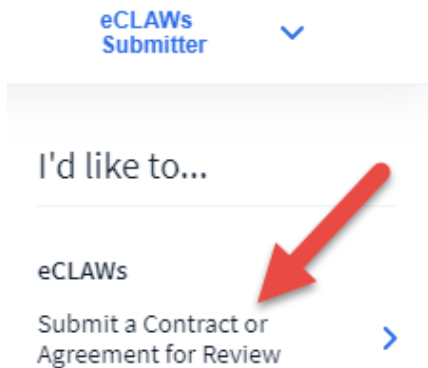 eCLAWs
Submitter
I'd like to...
eCLAWs
Submit a Contract or
Agreement for Review